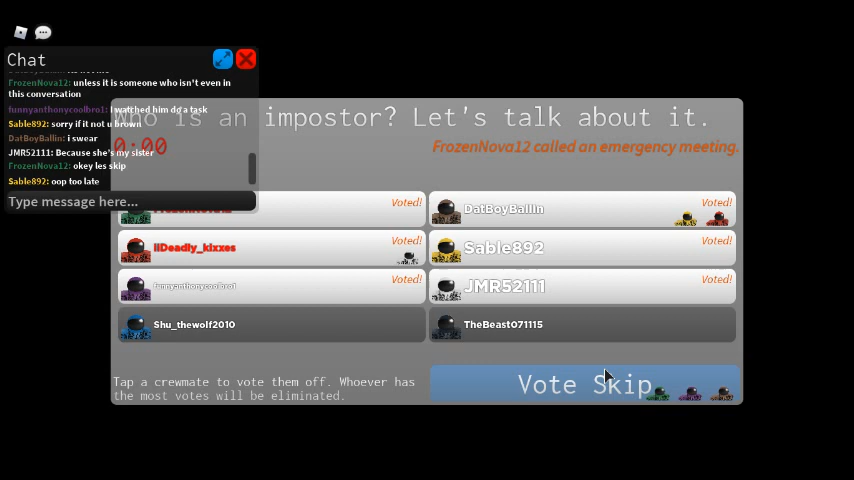 Chat
FrozenNova12: unless it is someone who isn't even in
this conversation
funnyanthonycoolbro1: I watched him do a task
Sable892: sorry if it not u brown
DatBoyBallin: i swear
JMR52111: Because she's my sister
FrozenNova12: okey les skip
Sable892: oop too late
Type message here...
Who is an impostor? Let's talk about it.
0:00
FrozenNova12 called an emergency meeting.
Voted!
DatBoyBallin
Voted!
iiDeadly_kixxes
Voted!
Sable892
Voted!
funnyanthonycoolbro1
Voted!
JMR52111
Voted!
Shu_thewolf2010
TheBeast071115
Tap a crewmate to vote them off. Whoever has
the most votes will be eliminated.
Vote Skip